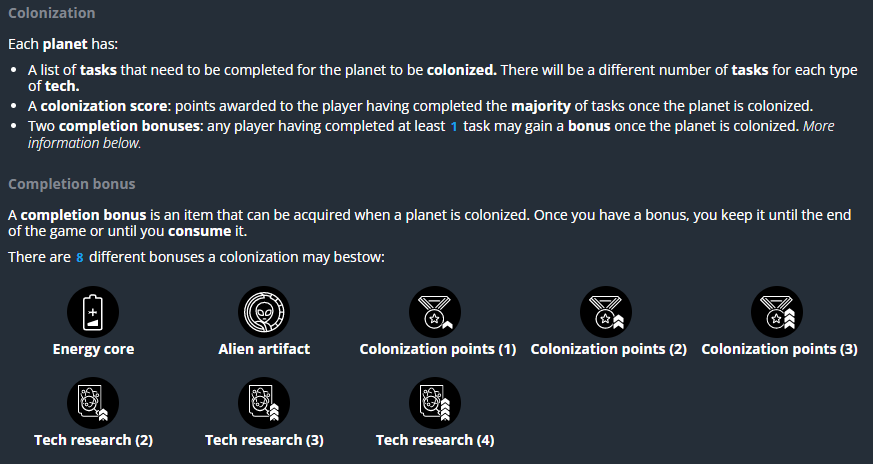 Colonization
Each planet has:
• A list of tasks that need to be completed for the planet to be colonized. There will be a different number of tasks for each type
of tech.
• A colonization score: points awarded to the player having completed the majority of tasks once the planet is colonized.
• Two completion bonuses: any player having completed at least 1 task may gain a bonus once the planet is colonized. More
information below.
Completion bonus
A completion bonus is an item that can be acquired when a planet is colonized. Once you have a bonus, you keep it until the end
of the game or until you consume it.
There are 8 different bonuses a colonization may bestow:
Energy core
Alien artifact
Colonization points (1)
Colonization points (2)
Colonization points (3)
Tech research (2)
Tech research (3)
Tech research (4)